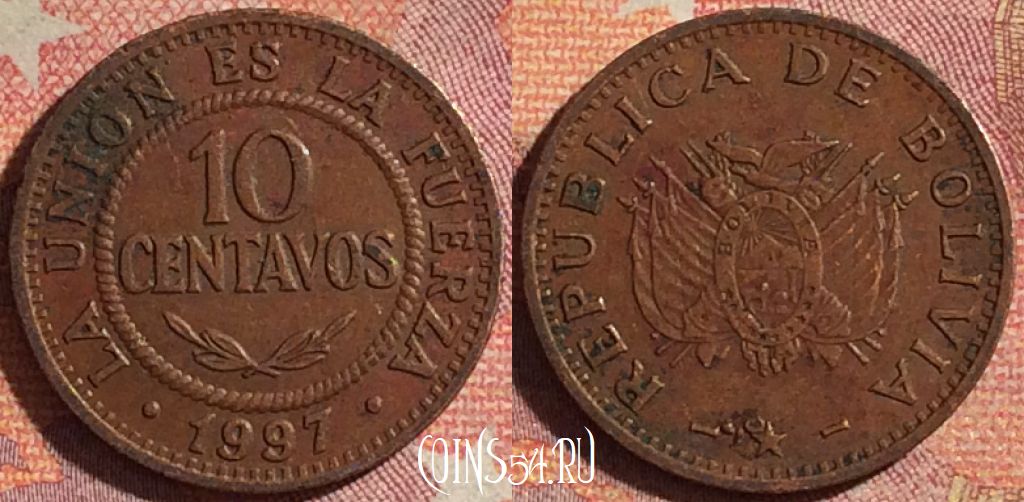 LA UNION ES LA FUERZA
10
CENTAVOS
1997
REPUBLICA DE BOLIVIA
COINS54.RU